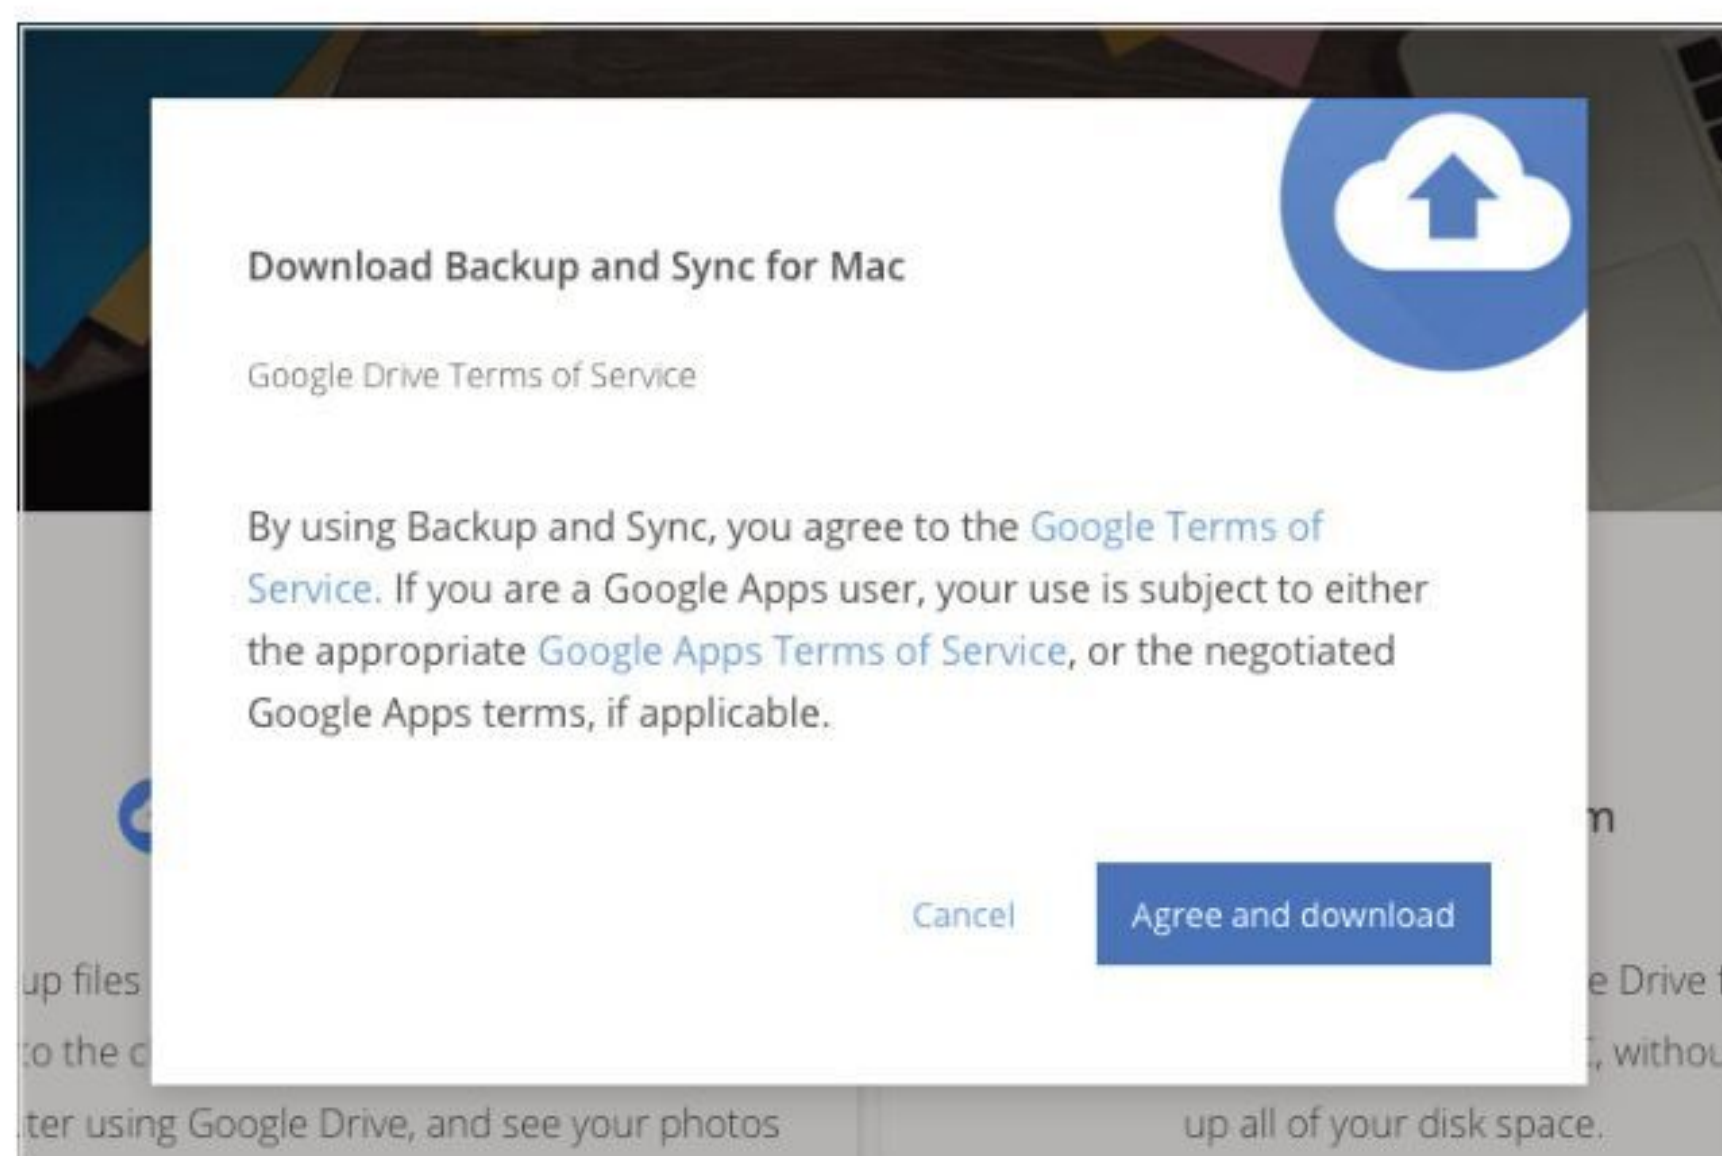 Download Backup and Sync for Mac
Google Drive Terms of Service
By using Backup and Sync, you agree to the Google Terms of
Service. If you are a Google Apps user, your use is subject to either
the appropriate Google Apps Terms of Service, or the negotiated
Google Apps terms, if applicable.
Cancel
Agree and download
up files
to the c
ter using Google Drive, and see your photos
m
e Drive f
, withou
up all of your disk space.